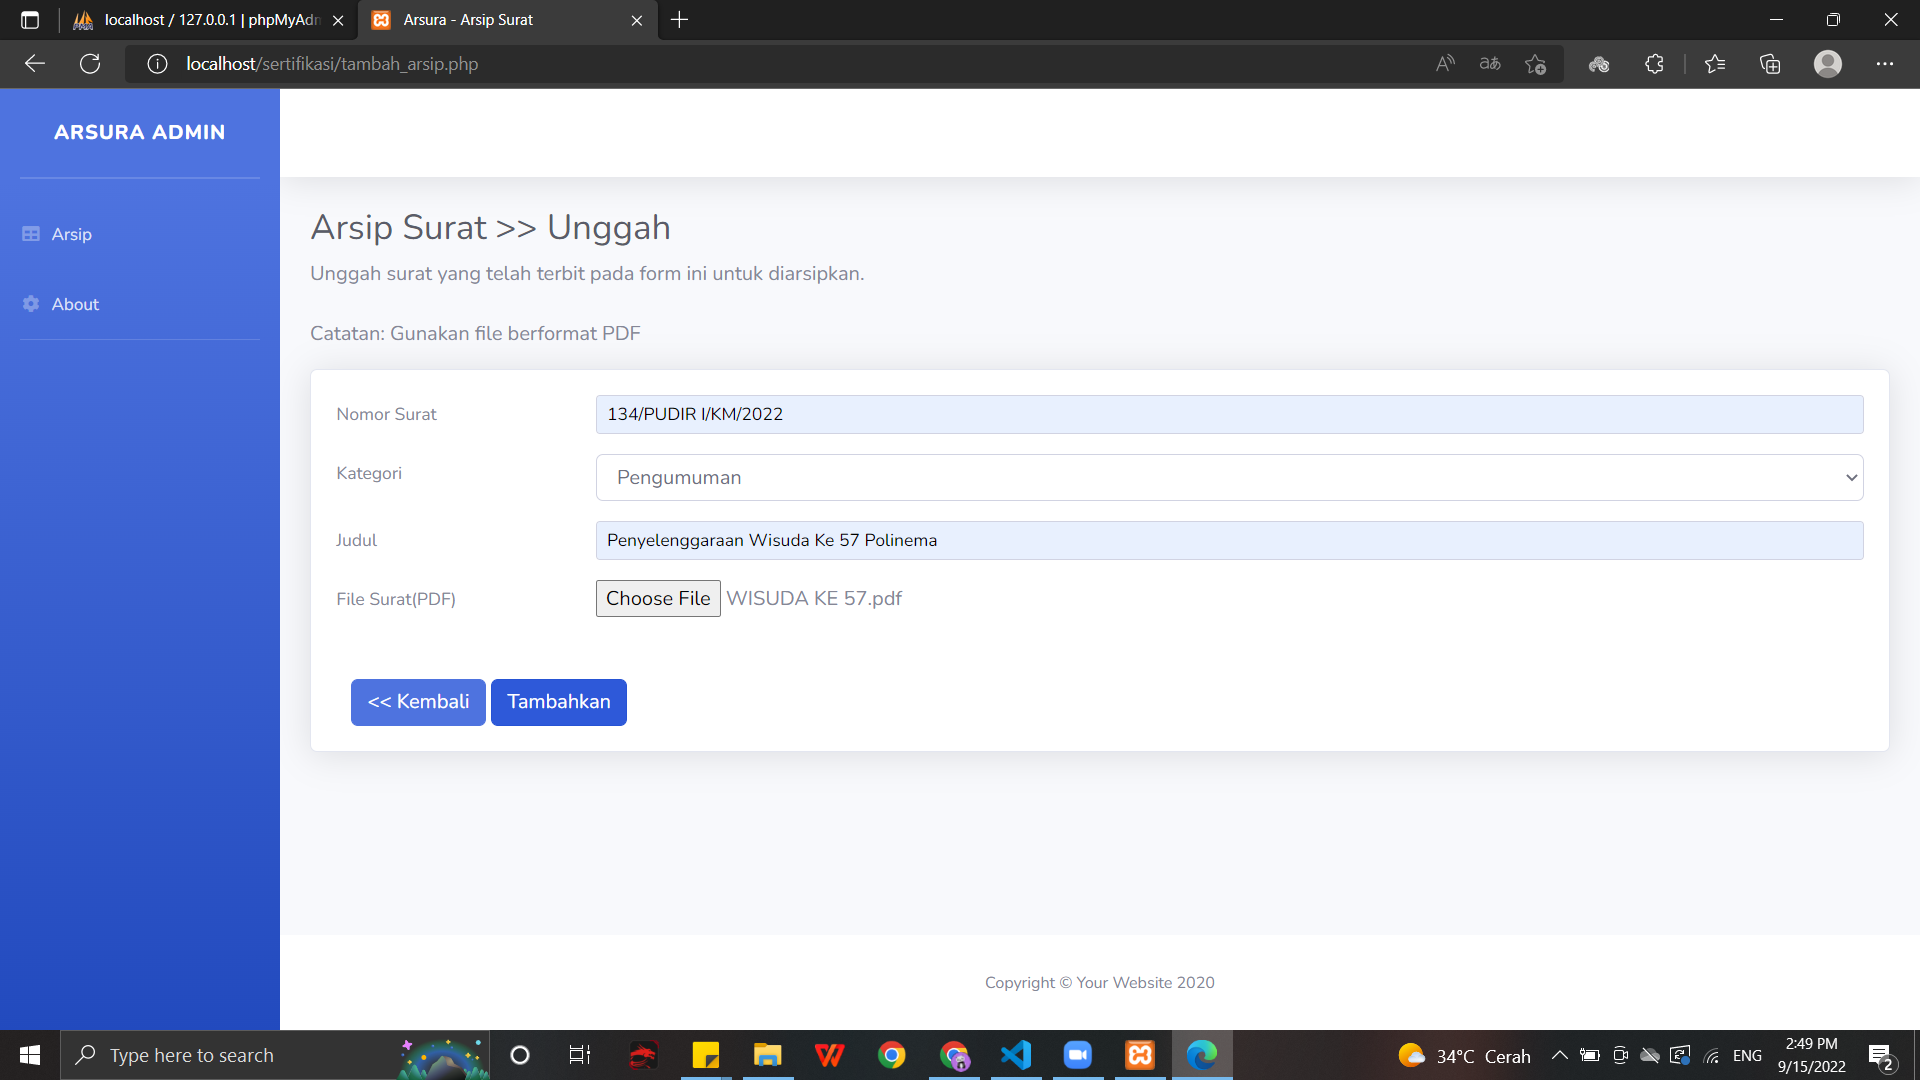 localhost / 127.0.0.1 | phpMyAdm
Arsura - Arsip Surat
localhost/sertifikasi/tambah_arsip.php
ARSURA ADMIN
Arsip
About
Arsip Surat >> Unggah
Unggah surat yang telah terbit pada form ini untuk diarsipkan.
Catatan: Gunakan file berformat PDF
Nomor Surat
134/PUDIR I/KM/2022
Kategori
Pengumuman
Judul
Penyelenggaraan Wisuda Ke 57 Polinema
File Surat(PDF)
Choose File WISUDA KE 57.pdf
<< Kembali
Tambahkan
Copyright © Your Website 2020
Type here to search
34°C Cerah
ENG
2:49 PM
9/15/2022
2